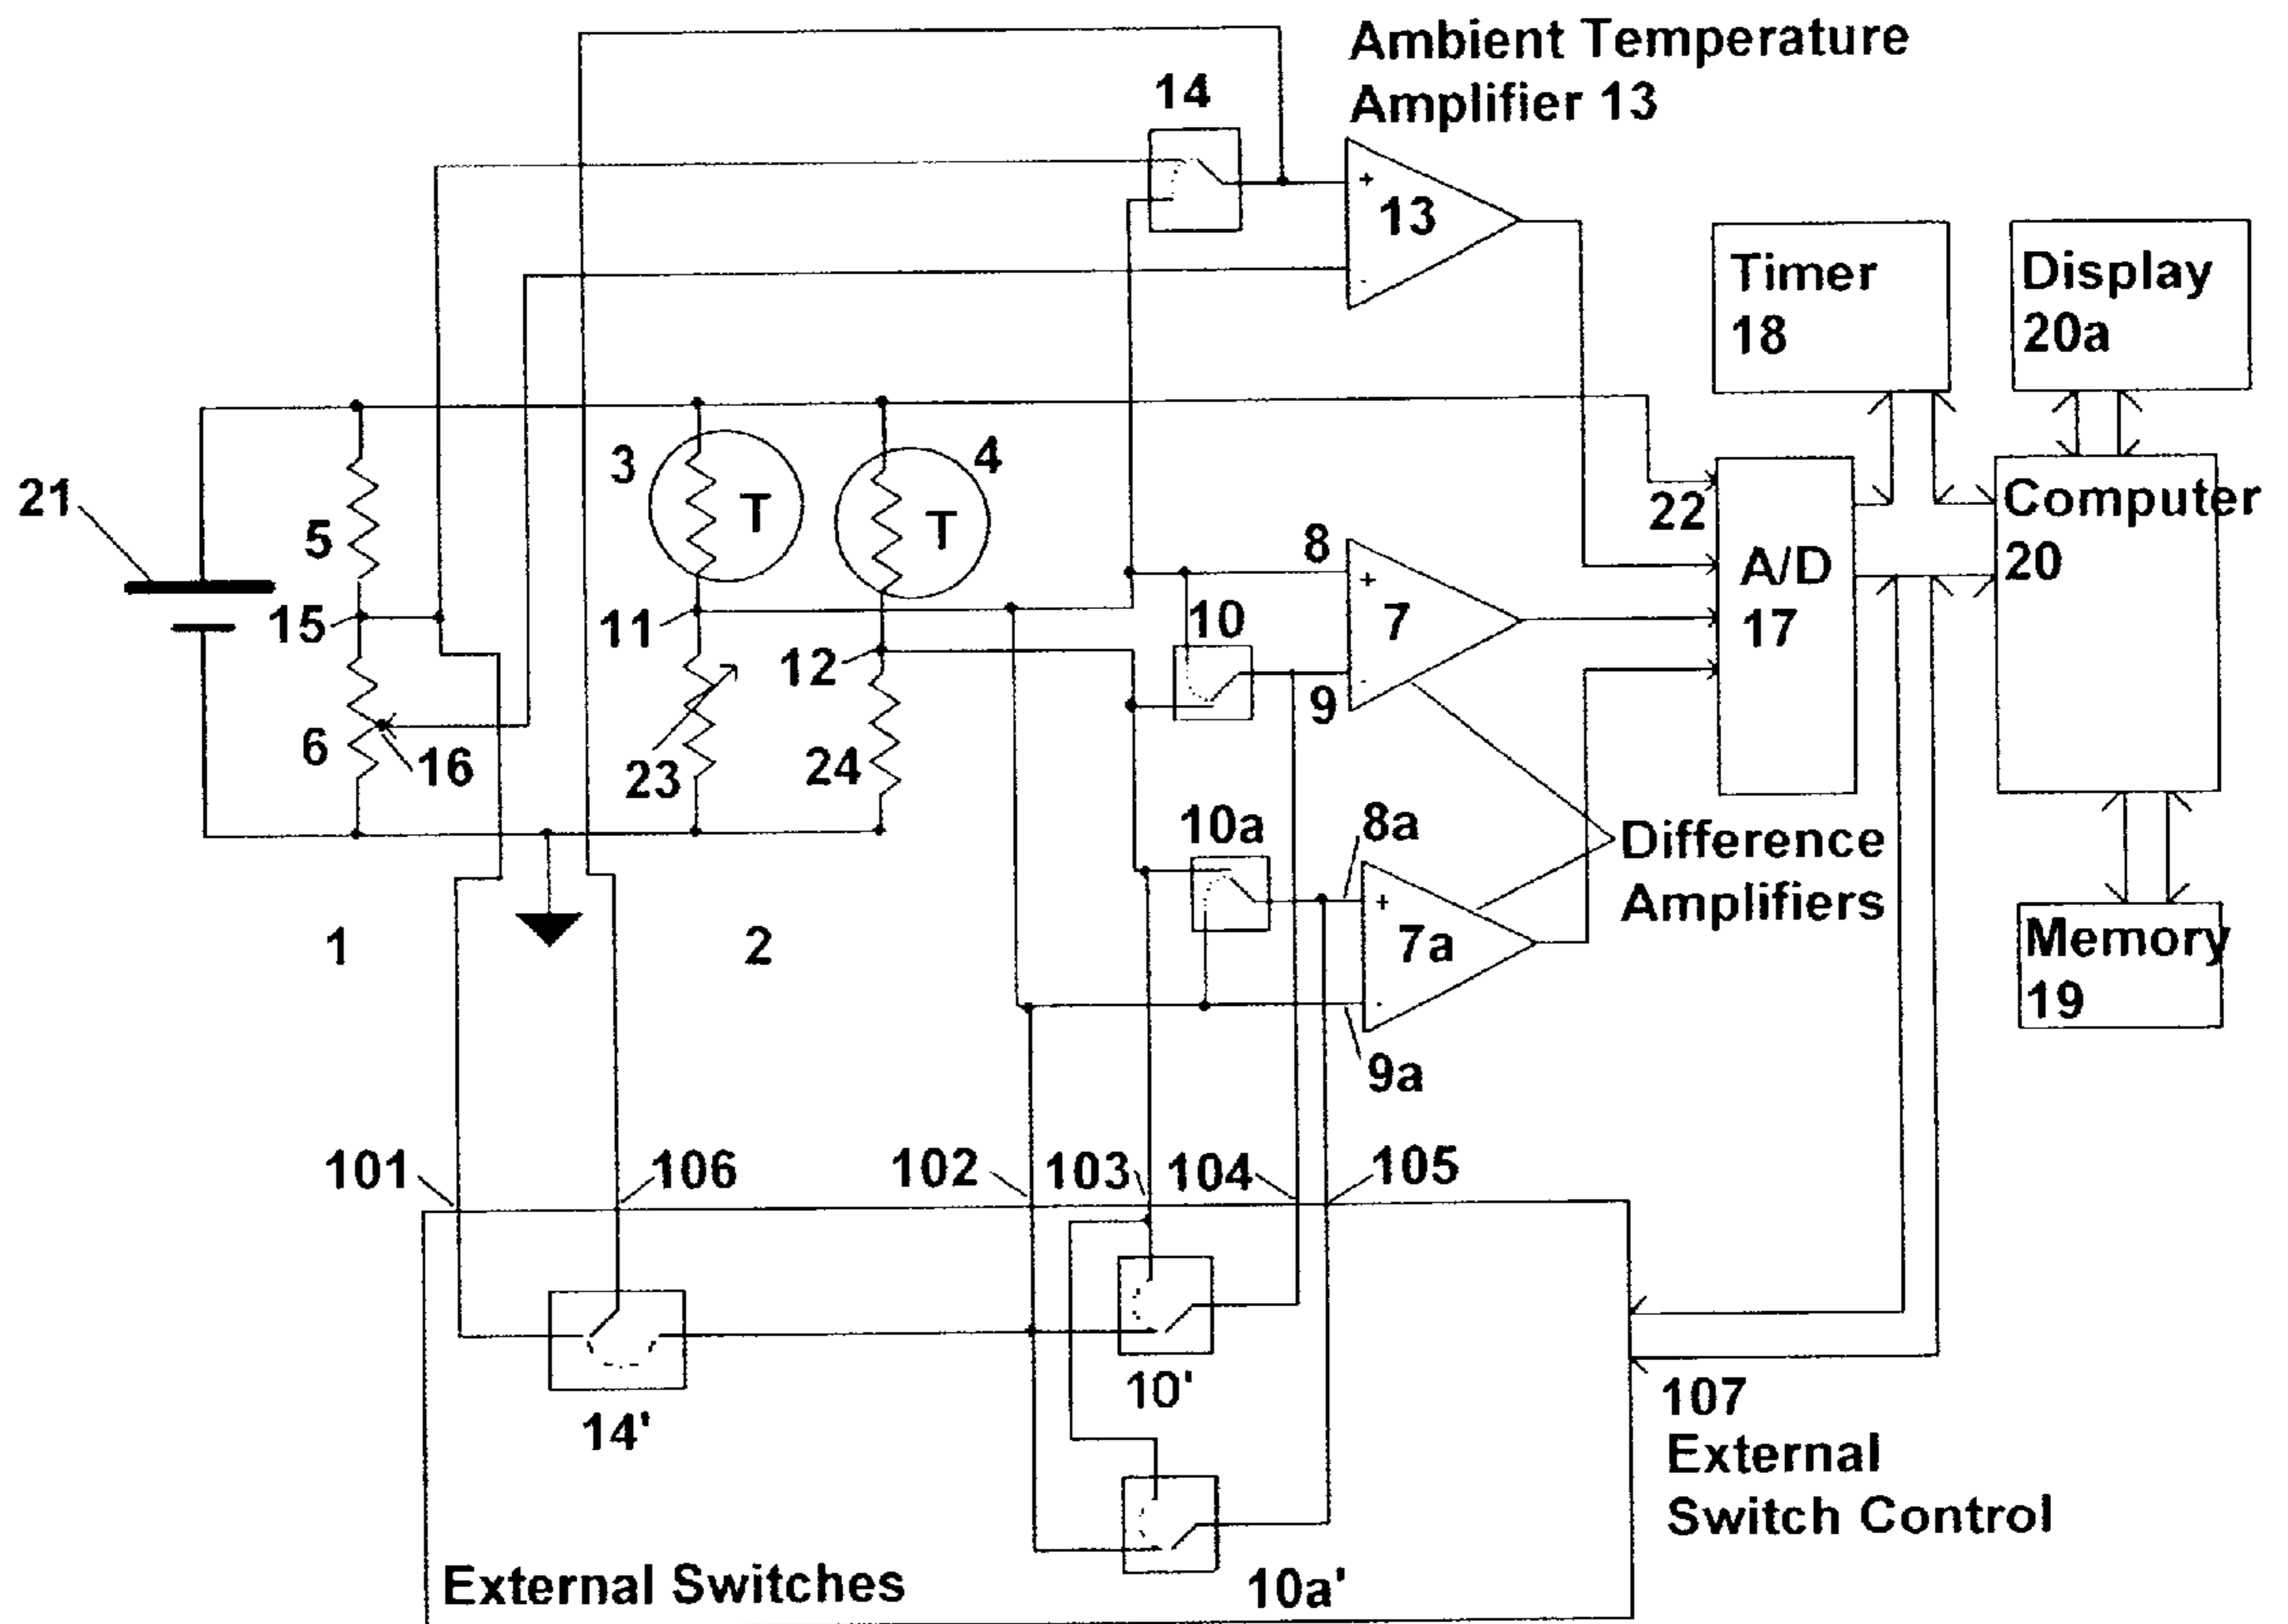 Ambient Temperature
Amplifier 13
14
+
13
-
Timer
18
Display
20a
3
T
4
T
21
5
22
Computer
20
A/D
17
8
+
7
15
11
10
12
9
-
6
16
23
24
10a
8a
Difference
Amplifiers
+
7a
-
1
2
Memory
19
9a
101
106
102
103
104
105
10'
14'
107
External
Switch Control
External Switches
10a'